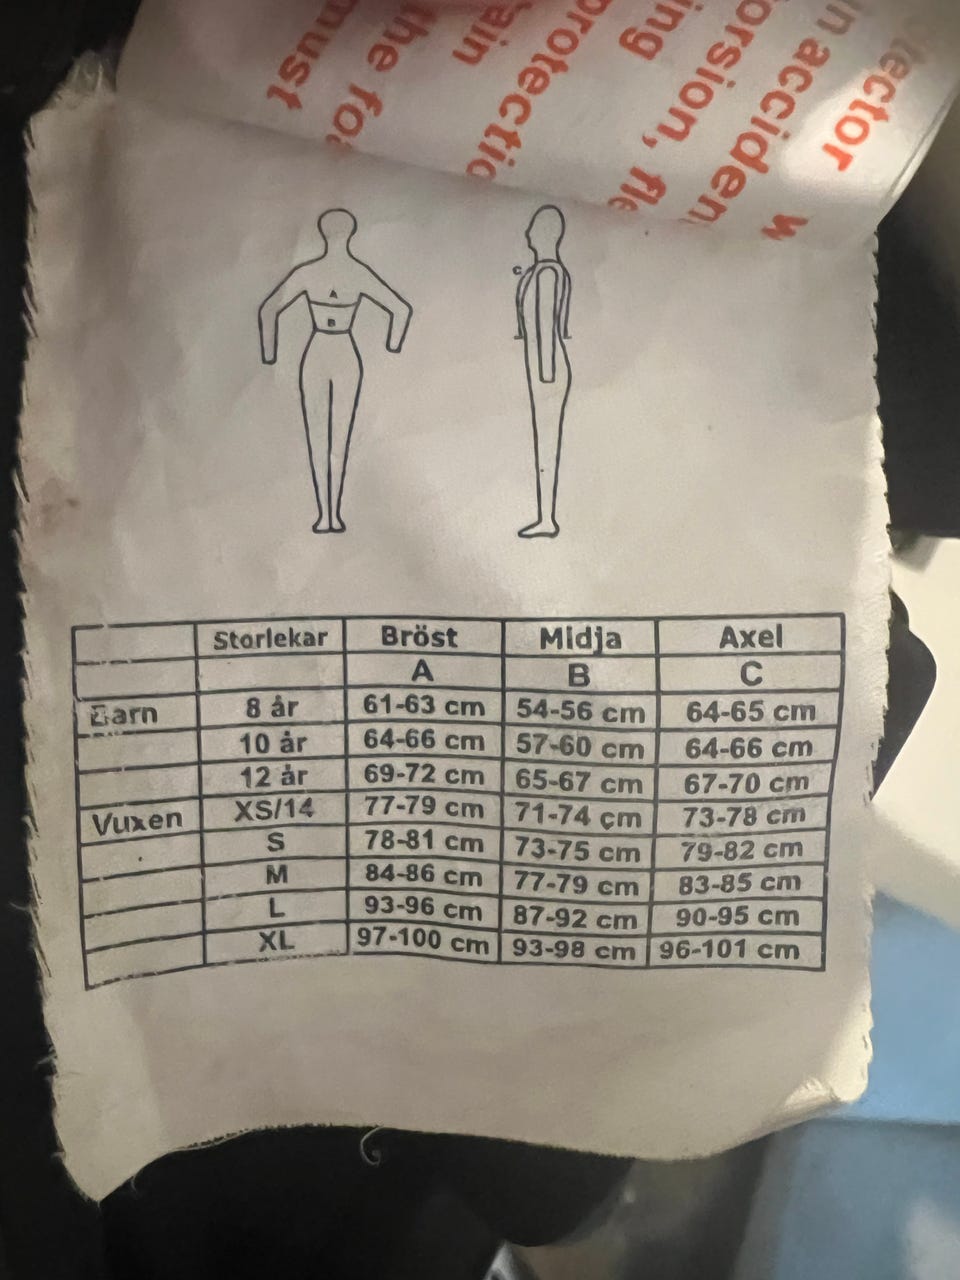 must
the
protectio
ing
orsion,
n acciden
w
A
B
C
Storlekar Bröst Midja Axel
A B C
Barn 8 år 61-63 cm 54-56 cm 64-65 cm
10 år 64-66 cm 57-60 cm 64-66 cm
12 år 69-72 cm 65-67 cm 67-70 cm
Vuxen XS/14 77-79 cm 71-74 cm 73-78 cm
S 78-81 cm 73-75 cm 79-82 cm
M 84-86 cm 77-79 cm 83-85 cm
L 93-96 cm 87-92 cm 90-95 cm
XL 97-100 cm 93-98 cm 96-101 cm